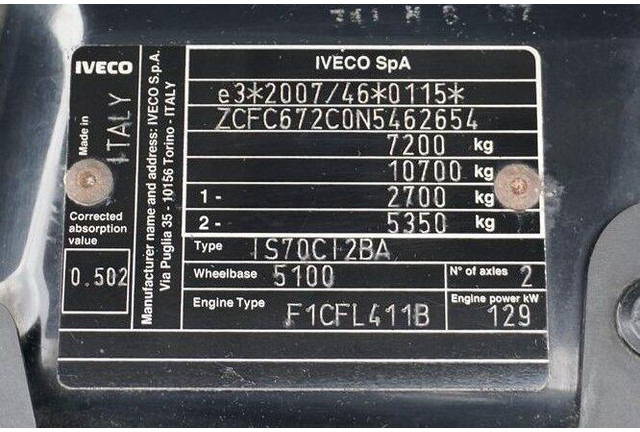 IVECO
Made in
ITALY
Corrected
absorption
value
0.502
Manufacturer name and address: IVECO S.p.A.
Via Puglia 35 - 10156 Torino - ITALY
IVECO SpA
e3*2007/46*0115*
ZCFC672C0N5462654
7200 kg
10700 kg
1 - 2700 kg
2 - 5350 kg
Type IS70CI2BA
Wheelbase 5100 N° of axles 2
Engine Type F1CFL411B Engine power kW 129